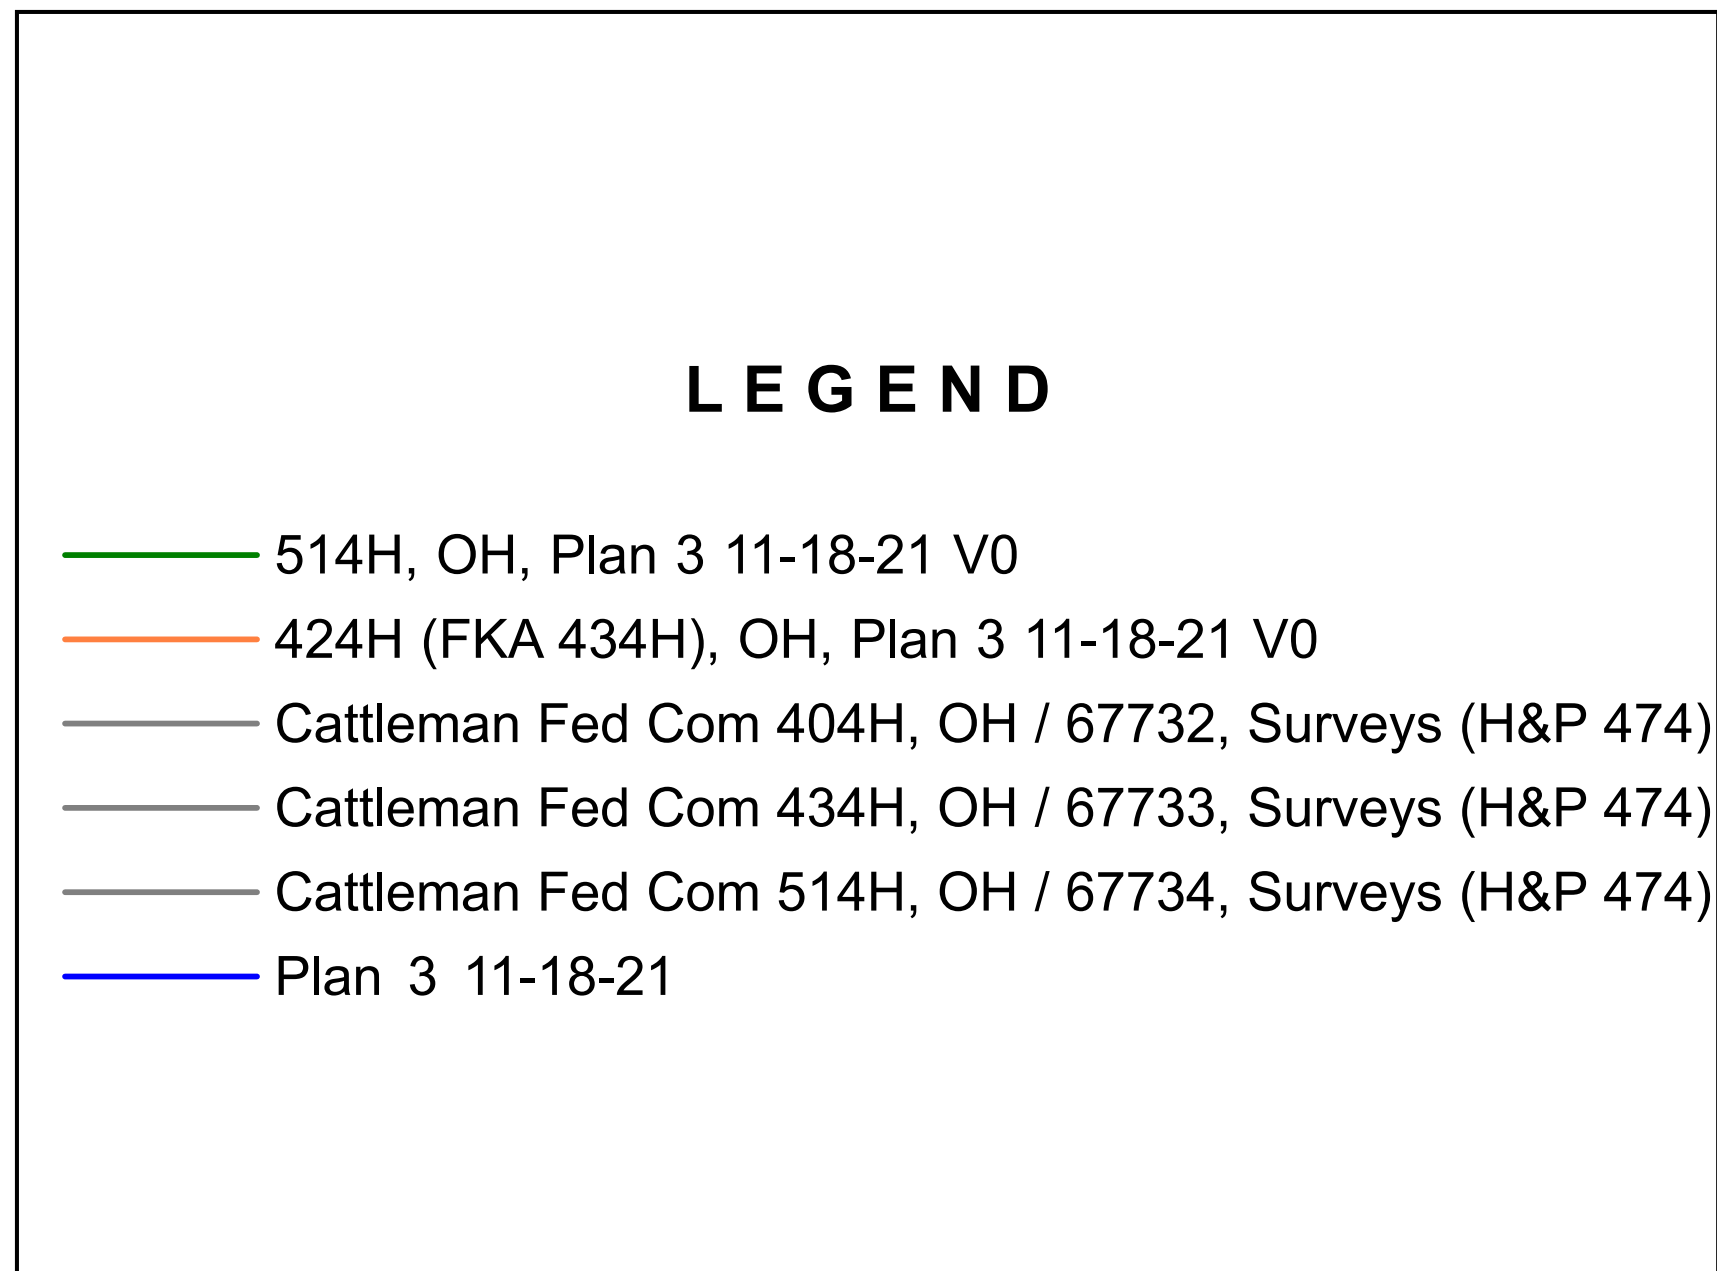 L E G E N D
514H, OH, Plan 3 11-18-21 V0
424H (FKA 434H), OH, Plan 3 11-18-21 V0
Cattleman Fed Com 404H, OH / 67732, Surveys (H&P 474)
Cattleman Fed Com 434H, OH / 67733, Surveys (H&P 474)
Cattleman Fed Com 514H, OH / 67734, Surveys (H&P 474)
Plan 3 11-18-21